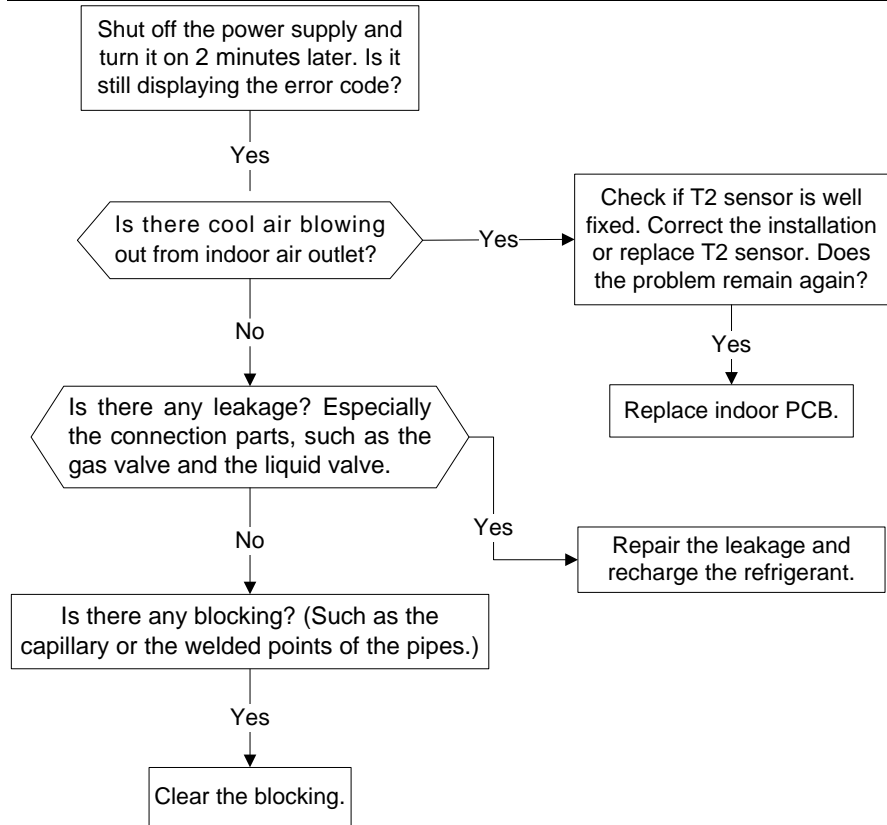 Shut off the power supply and
turn it on 2 minutes later. Is it
still displaying the error code?
Yes
Is there cool air blowing
out from indoor air outlet?
Yes
Check if T2 sensor is well
fixed. Correct the installation
or replace T2 sensor. Does
the problem remain again?
Yes
Replace indoor PCB.
No
Is there any leakage? Especially
the connection parts, such as the
gas valve and the liquid valve.
Yes
Repair the leakage and
recharge the refrigerant.
No
Is there any blocking? (Such as the
capillary or the welded points of the pipes.)
Yes
Clear the blocking.